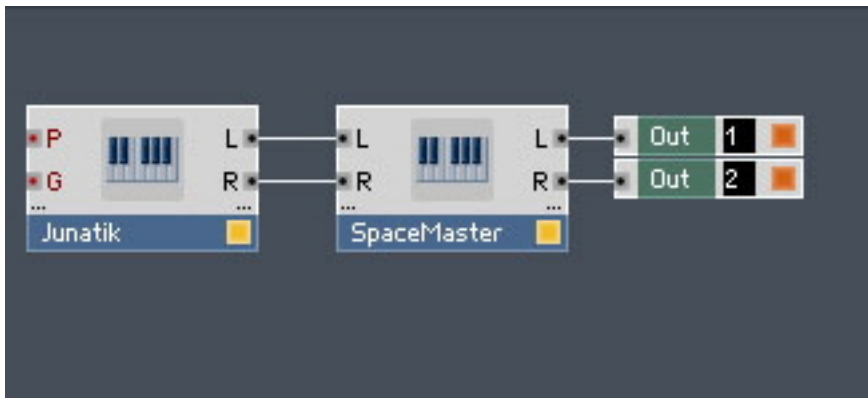 P L L L Out 1
G R R R Out 2
... ... ... ...
Junatik SpaceMaster